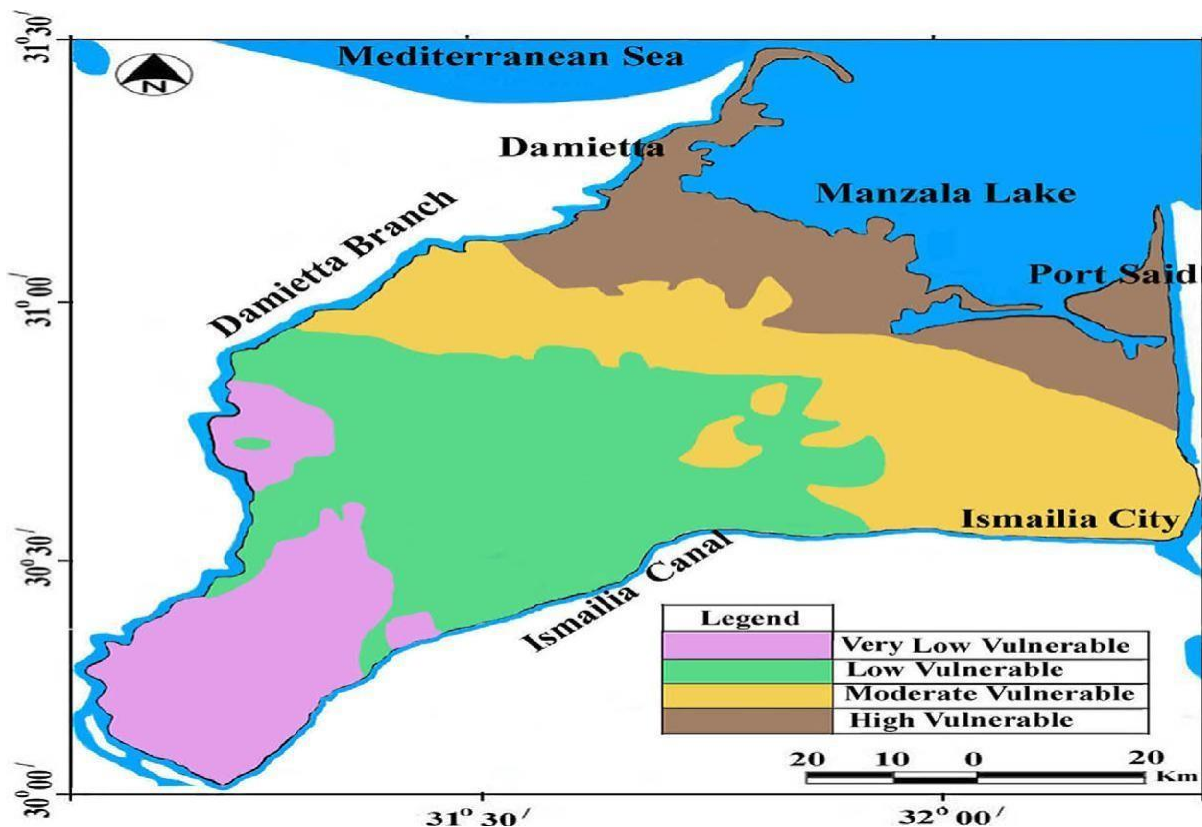 31° 30′
Mediterranean Sea
N
Damietta
Manzala Lake
Damietta Branch
Port Said
31° 00′
Ismailia City
30° 30′
Ismailia Canal
Legend
Very Low Vulnerable
Low Vulnerable
Moderate Vulnerable
High Vulnerable
20 10 0 20
Km
30° 00′
31° 30′
32° 00′